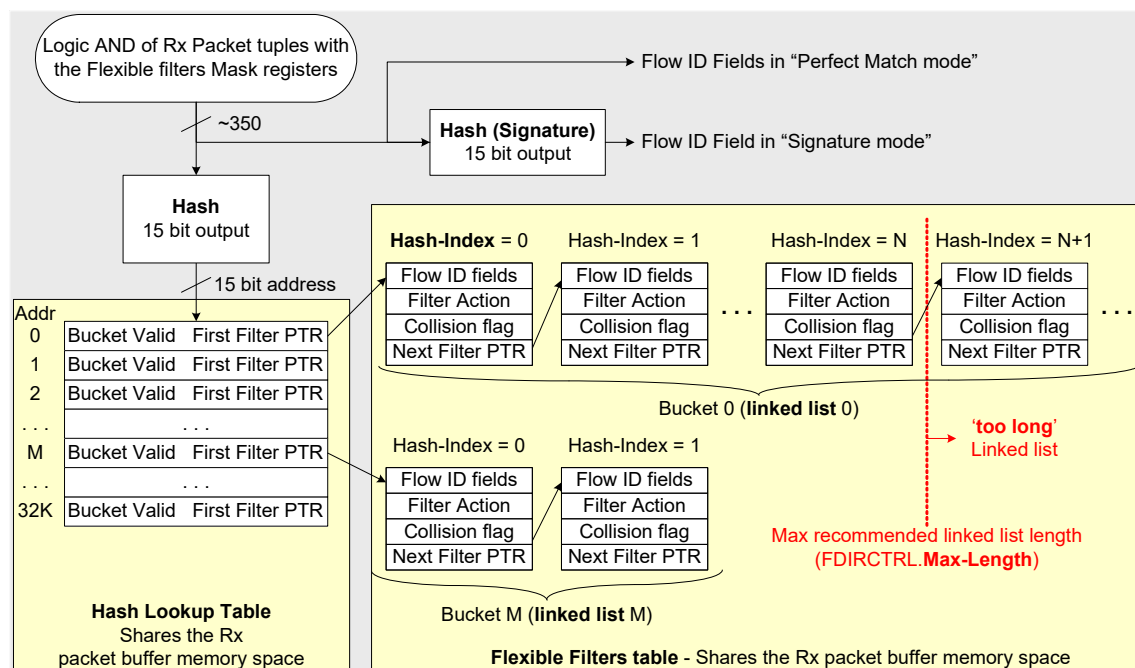 Logic AND of Rx Packet tuples with
the Flexible filters Mask registers
Flow ID Fields in “Perfect Match mode”
~350
Hash (Signature)
15 bit output
Flow ID Field in “Signature mode”
Hash
15 bit output
15 bit address
Addr
0
Bucket Valid First Filter PTR
1
Bucket Valid First Filter PTR
2
Bucket Valid First Filter PTR
. . .
. . .
M
Bucket Valid First Filter PTR
. . .
. . .
32K
Bucket Valid First Filter PTR
Hash Lookup Table
Shares the Rx
packet buffer memory space
Hash-Index = 0
Flow ID fields
Filter Action
Collision flag
Next Filter PTR
Hash-Index = 1
Flow ID fields
Filter Action
Collision flag
Next Filter PTR
. . .
Hash-Index = N
Flow ID fields
Filter Action
Collision flag
Next Filter PTR
Hash-Index = N+1
Flow ID fields
Filter Action
Collision flag
Next Filter PTR
. . .
Bucket 0 (linked list 0)
‘too long’
Linked list
Max recommended linked list length
(FDIRCTRL.Max-Length)
Hash-Index = 0
Flow ID fields
Filter Action
Collision flag
Next Filter PTR
Hash-Index = 1
Flow ID fields
Filter Action
Collision flag
Next Filter PTR
Bucket M (linked list M)
Flexible Filters table - Shares the Rx packet buffer memory space